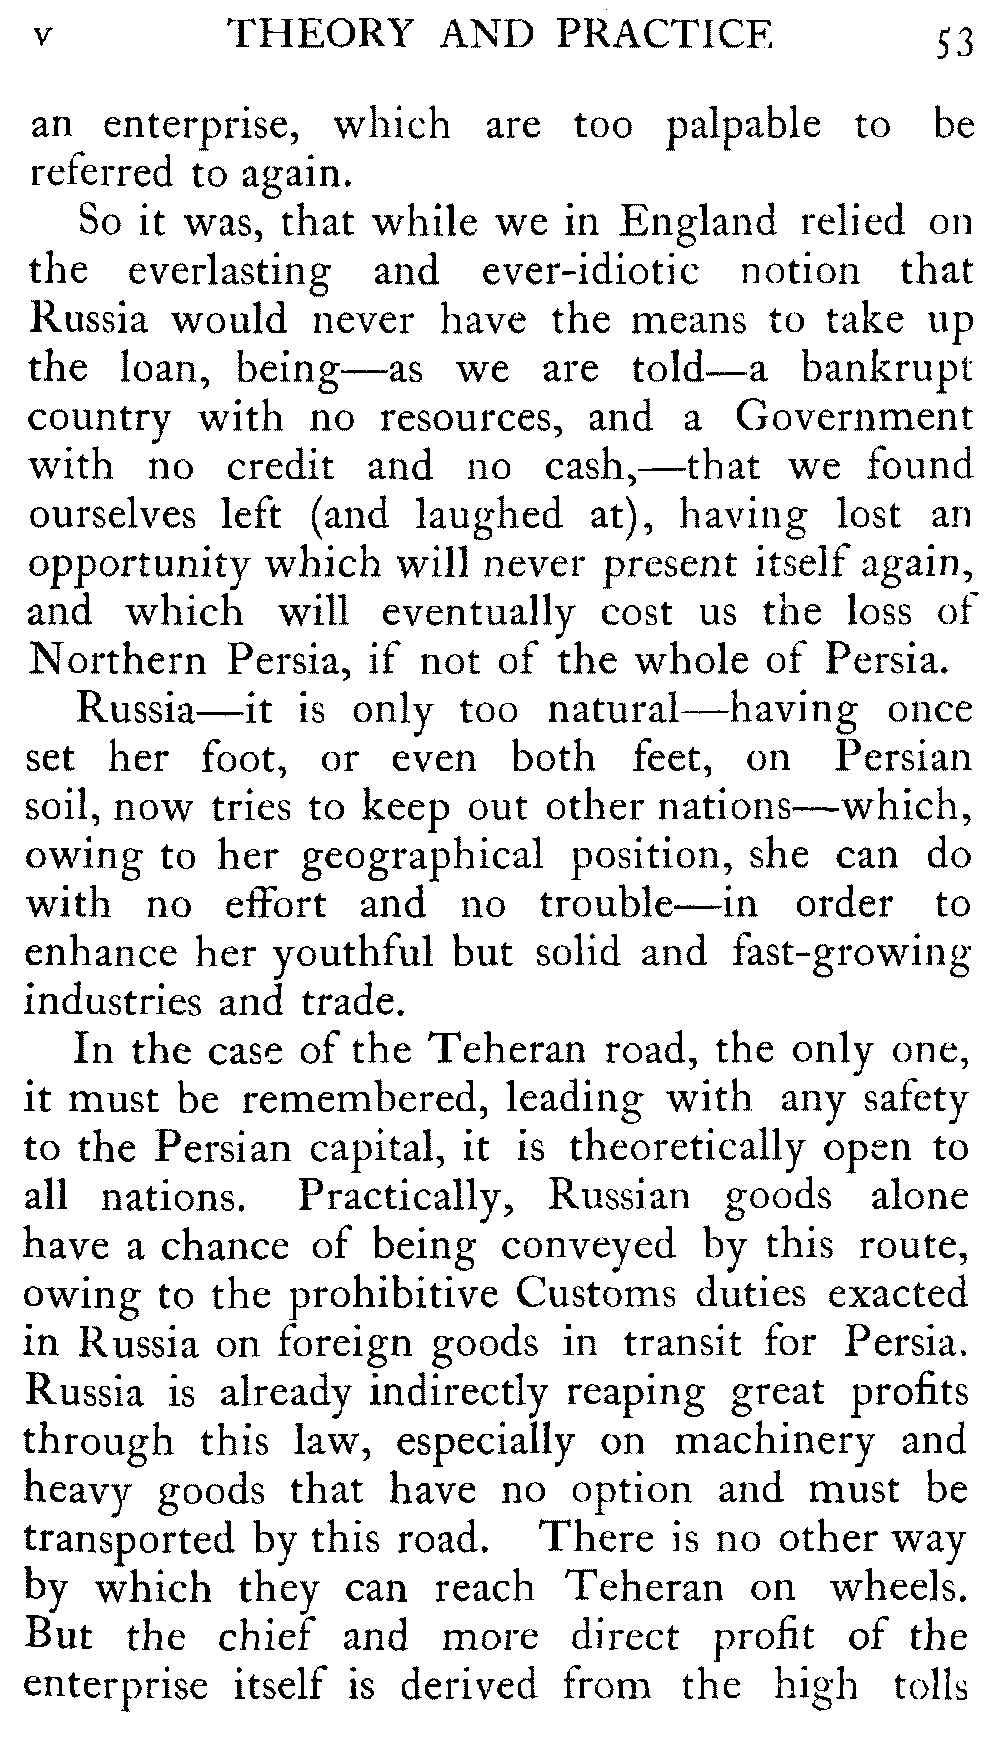 v THEORY AND PRACTICE 53
an enterprise, which are too palpable to be
referred to again.
So it was, that while we in England relied on
the everlasting and ever-idiotic notion that
Russia would never have the means to take up
the loan, being—as we are told—a bankrupt
country with no resources, and a Government
with no credit and no cash,—that we found
ourselves left (and laughed at), having lost an
opportunity which will never present itself again,
and which will eventually cost us the loss of
Northern Persia, if not of the whole of Persia.
Russia—it is only too natural—having once
set her foot, or even both feet, on Persian
soil, now tries to keep out other nations—which,
owing to her geographical position, she can do
with no effort and no trouble—in order to
enhance her youthful but solid and fast-growing
industries and trade.
In the case of the Teheran road, the only one,
it must be remembered, leading with any safety
to the Persian capital, it is theoretically open to
all nations. Practically, Russian goods alone
have a chance of being conveyed by this route,
owing to the prohibitive Customs duties exacted
in Russia on foreign goods in transit for Persia.
Russia is already indirectly reaping great profits
through this law, especially on machinery and
heavy goods that have no option and must be
transported by this road. There is no other way
by which they can reach Teheran on wheels.
But the chief and more direct profit of the
enterprise itself is derived from the high tolls